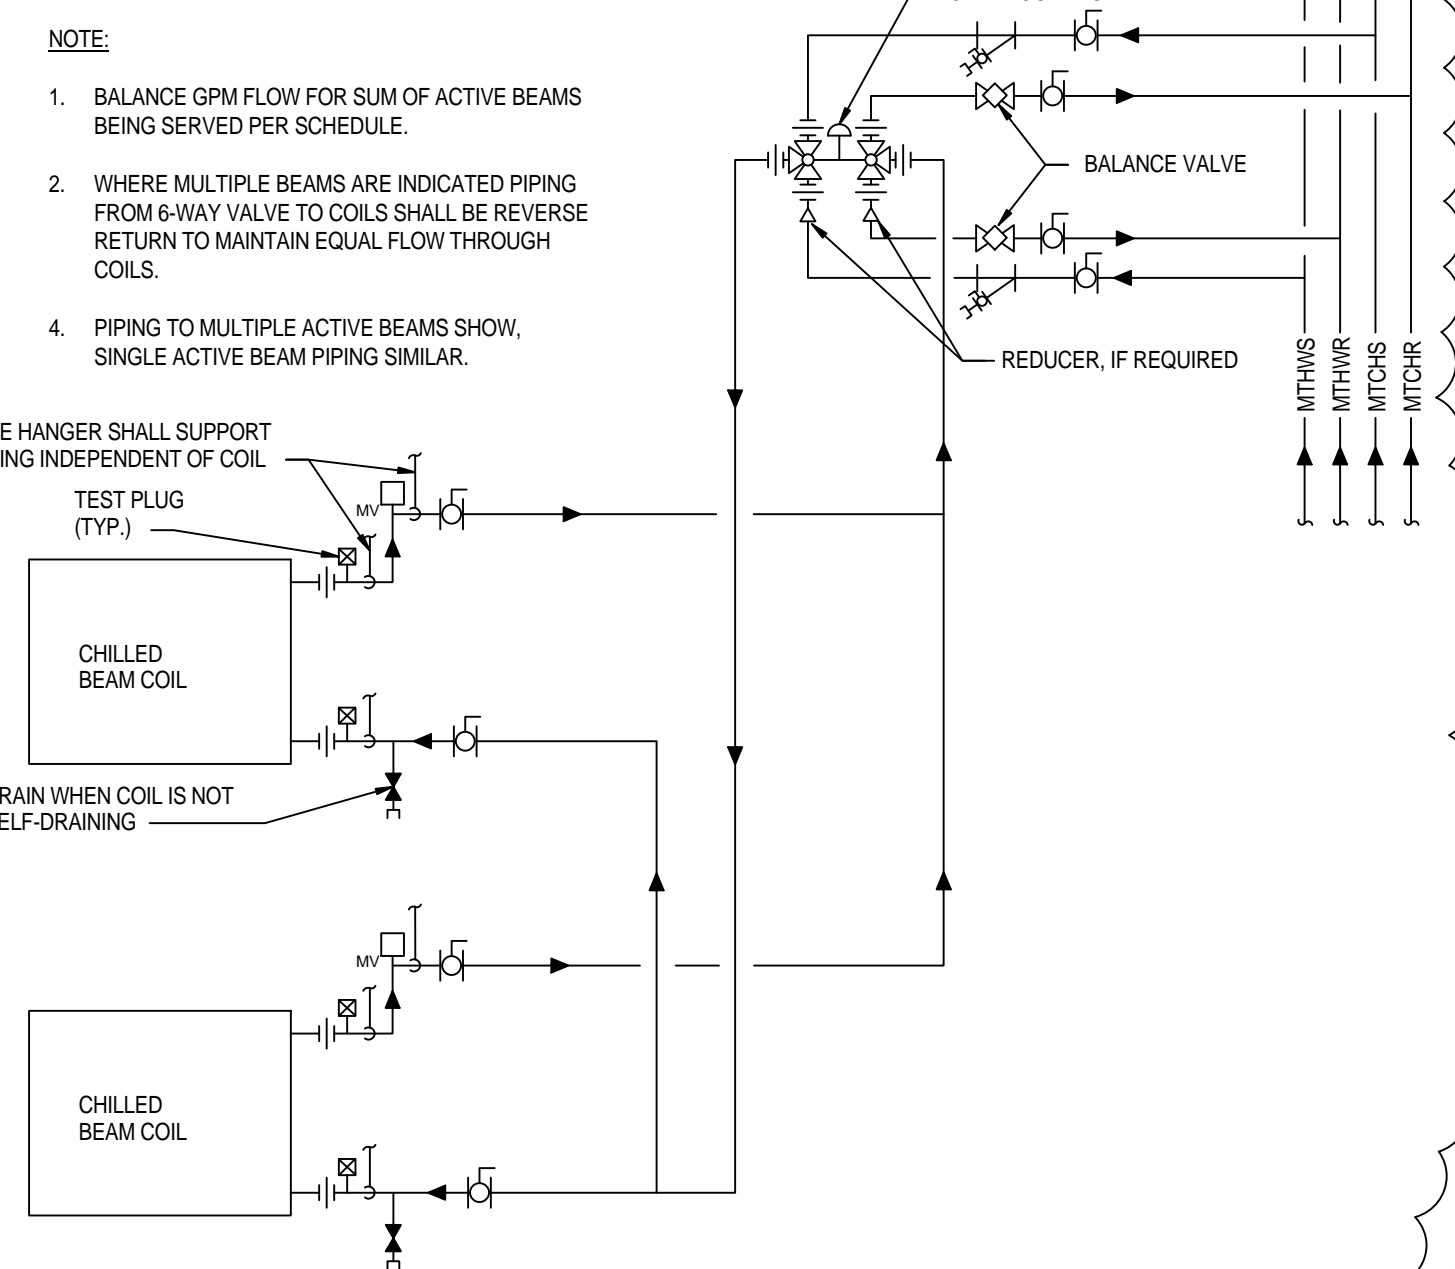 NOTE:
1. BALANCE GPM FLOW FOR SUM OF ACTIVE BEAMS
BEING SERVED PER SCHEDULE.
2. WHERE MULTIPLE BEAMS ARE INDICATED PIPING
FROM 6-WAY VALVE TO COILS SHALL BE REVERSE
RETURN TO MAINTAIN EQUAL FLOW THROUGH
COILS.
4. PIPING TO MULTIPLE ACTIVE BEAMS SHOW,
SINGLE ACTIVE BEAM PIPING SIMILAR.
BALANCE VALVE
REDUCER, IF REQUIRED
MTHWS
MTHWR
MTCHS
MTCHR
E HANGER SHALL SUPPORT
ING INDEPENDENT OF COIL
TEST PLUG
(TYP.)
MV
CHILLED
BEAM COIL
RAIN WHEN COIL IS NOT
ELF-DRAINING
MV
CHILLED
BEAM COIL